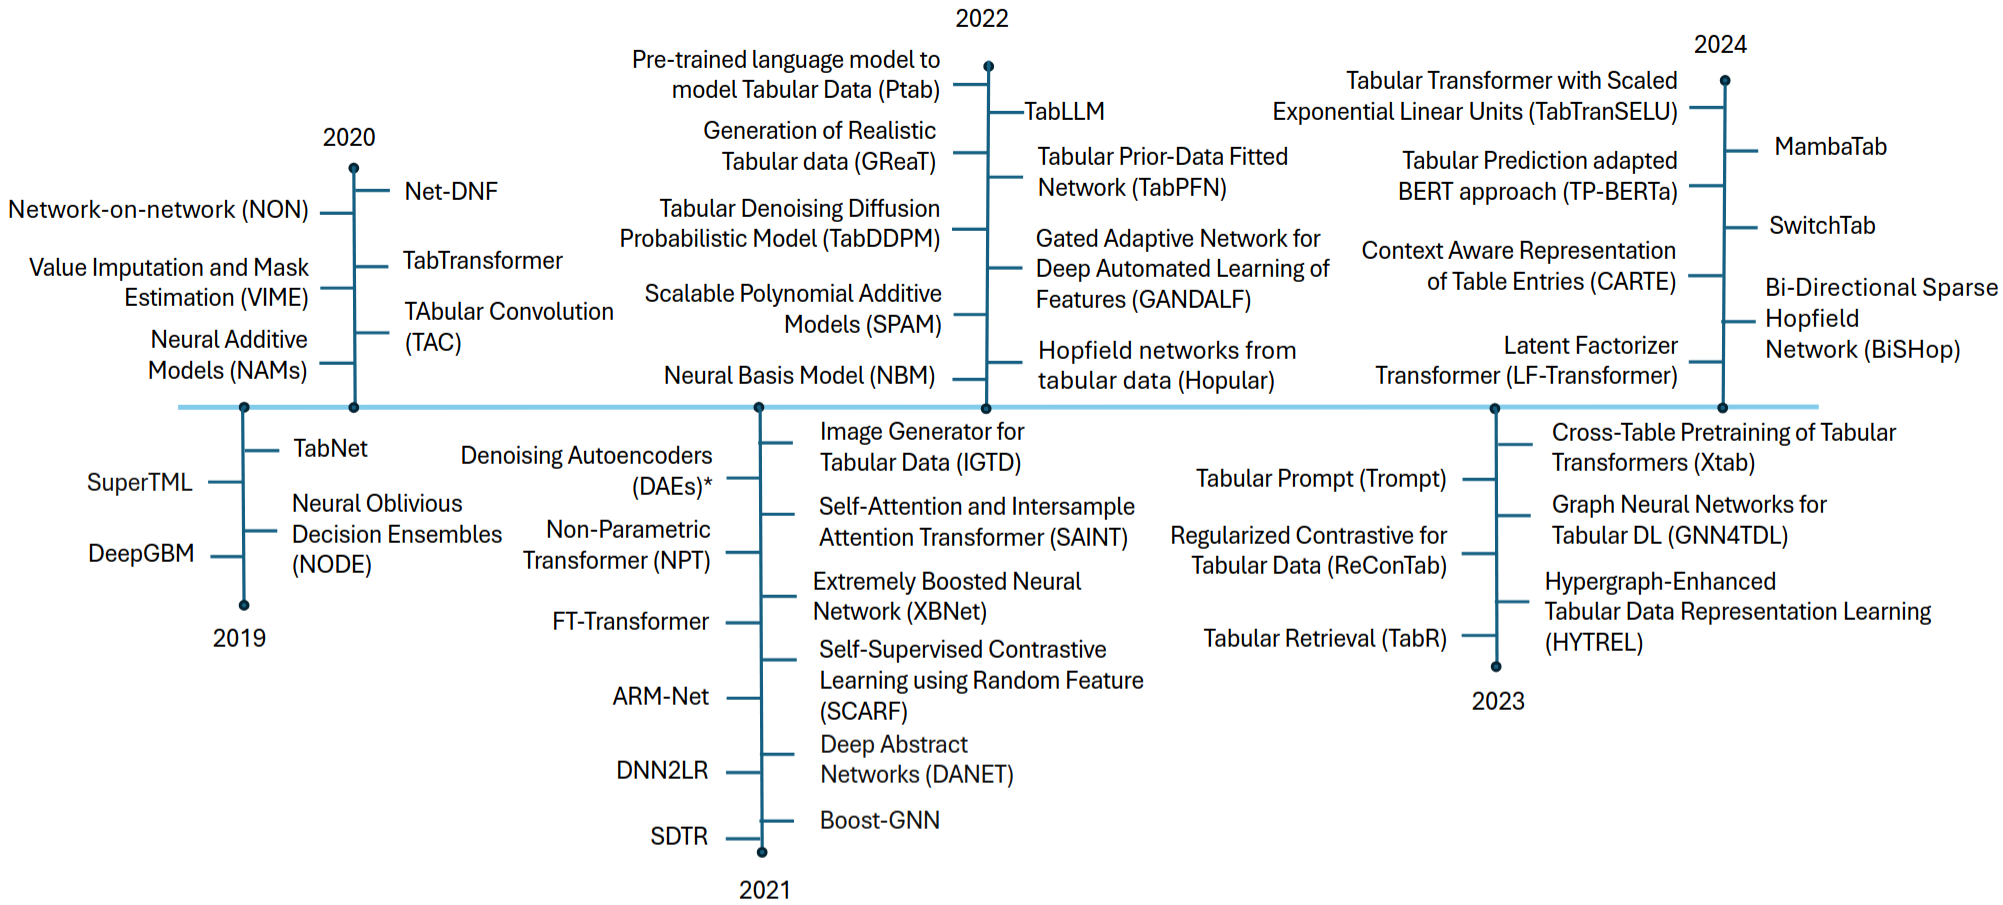 2019
TabNet
SuperTML
Neural Oblivious
Decision Ensembles
(NODE)
DeepGBM
2020
Net-DNF
Network-on-network (NON)
TabTransformer
Value Imputation and Mask
Estimation (VIME)
TAbular Convolution
(TAC)
Neural Additive
Models (NAMs)
2021
Image Generator for
Tabular Data (IGTD)
Denoising Autoencoders
(DAEs)*
Self-Attention and Intersample
Attention Transformer (SAINT)
Non-Parametric
Transformer (NPT)
Extremely Boosted Neural
Network (XBNet)
FT-Transformer
Self-Supervised Contrastive
Learning using Random Feature
(SCARF)
ARM-Net
Deep Abstract
Networks (DANET)
DNN2LR
Boost-GNN
SDTR
2022
Pre-trained language model to
model Tabular Data (Ptab)
TabLLM
Generation of Realistic
Tabular data (GReaT)
Tabular Prior-Data Fitted
Network (TabPFN)
Tabular Denoising Diffusion
Probabilistic Model (TabDDPM)
Gated Adaptive Network for
Deep Automated Learning of
Features (GANDALF)
Scalable Polynomial Additive
Models (SPAM)
Hopfield networks from
tabular data (Hopular)
Neural Basis Model (NBM)
2023
Cross-Table Pretraining of Tabular
Transformers (Xtab)
Tabular Prompt (Trompt)
Graph Neural Networks for
Tabular DL (GNN4TDL)
Regularized Contrastive for
Tabular Data (ReConTab)
Hypergraph-Enhanced
Tabular Data Representation Learning
(HYTREL)
Tabular Retrieval (TabR)
2024
Tabular Transformer with Scaled
Exponential Linear Units (TabTranSELU)
MambaTab
Tabular Prediction adapted
BERT approach (TP-BERTa)
SwitchTab
Context Aware Representation
of Table Entries (CARTE)
Bi-Directional Sparse
Hopfield
Network (BiSHop)
Latent Factorizer
Transformer (LF-Transformer)